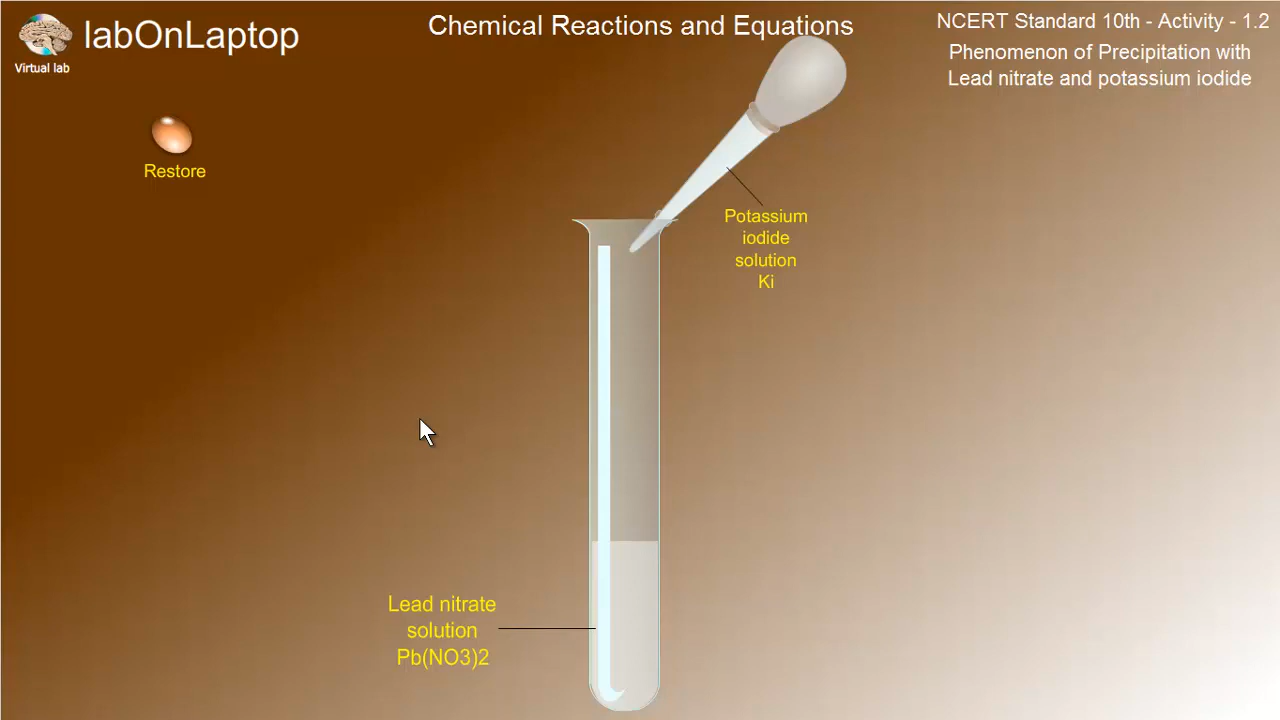 labOnLaptop
Virtual lab
Chemical Reactions and Equations
NCERT Standard 10th - Activity - 1.2
Phenomenon of Precipitation with
Lead nitrate and potassium iodide
Restore
Potassium
iodide
solution
Ki
Lead nitrate
solution
Pb(NO3)2